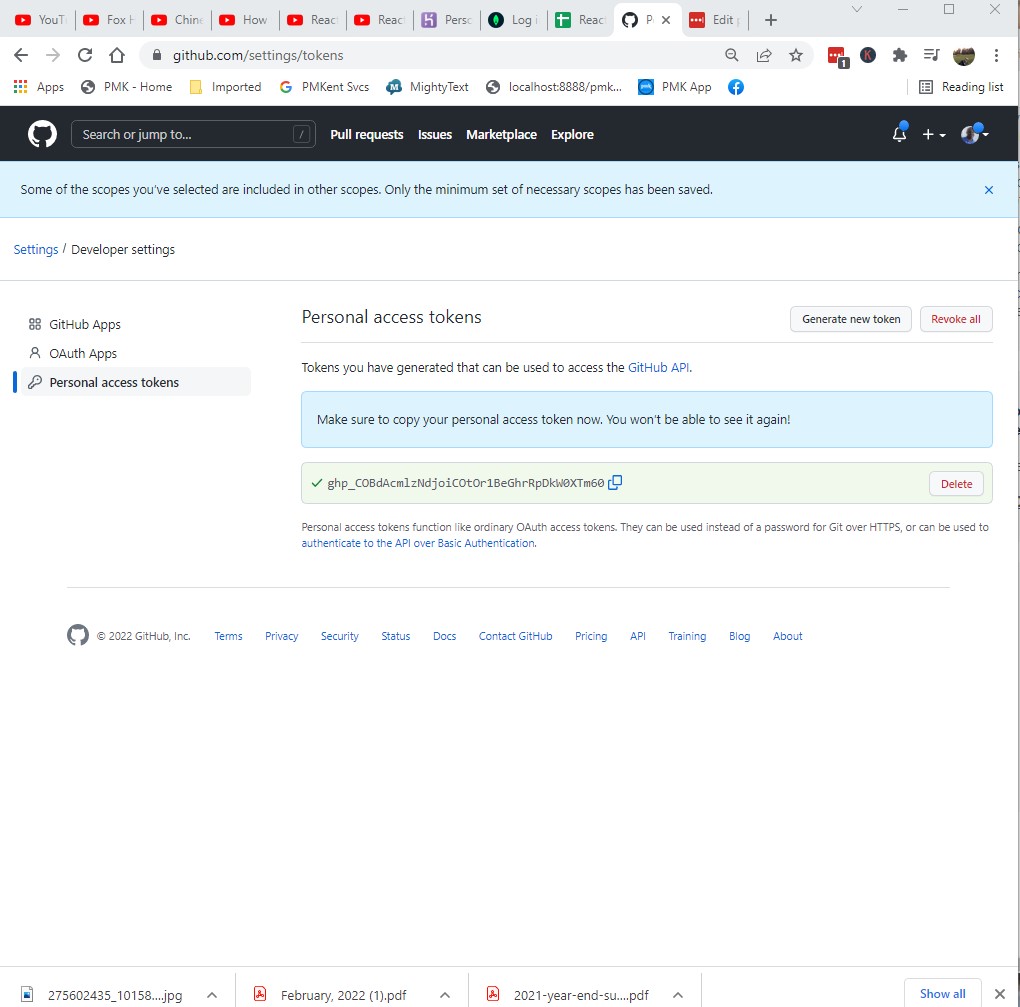 YouT
Fox H
Chine
How
React
React
Perso
Log i
React
P
Edit
github.com/settings/tokens
1
Apps
PMK - Home
Imported
PMKent Svcs
MightyText
localhost:8888/pmk...
PMK App
Reading list
Search or jump to... /
Pull requests
Issues
Marketplace
Explore
Some of the scopes you've selected are included in other scopes. Only the minimum set of necessary scopes has been saved.
Settings / Developer settings
GitHub Apps
OAuth Apps
Personal access tokens
Personal access tokens
Generate new token
Revoke all
Tokens you have generated that can be used to access the GitHub API.
Make sure to copy your personal access token now. You won't be able to see it again!
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
Delete
Personal access tokens function like ordinary OAuth access tokens. They can be used instead of a password for Git over HTTPS, or can be used to
authenticate to the API over Basic Authentication.
© 2022 GitHub, Inc.
Terms
Privacy
Security
Status
Docs
Contact GitHub
Pricing
API
Training
Blog
About
275602435_10158....jpg
February, 2022 (1).pdf
2021-year-end-su....pdf
Show all